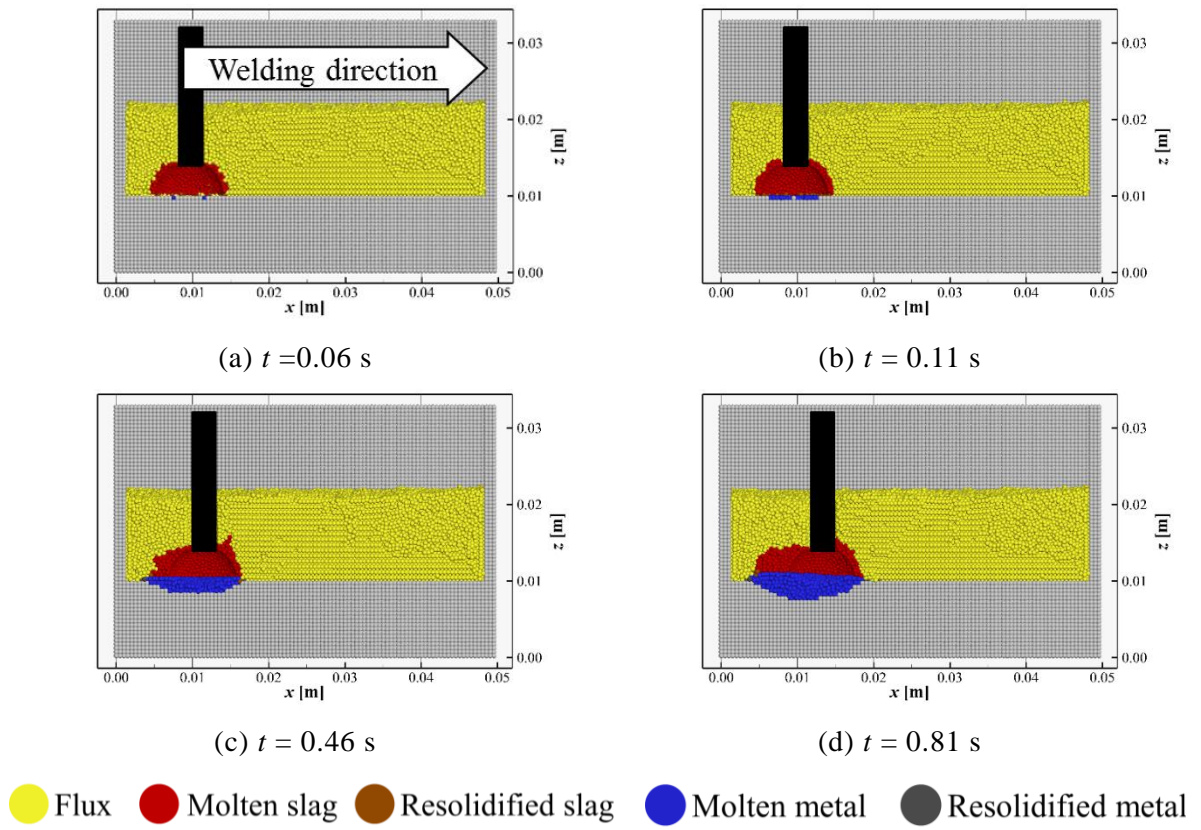 Welding direction
0.03
0.02
z [m]
0.01
0.00
0.00 0.01 0.02 0.03 0.04 0.05
x [m]
(a) t =0.06 s
0.03
0.02
z [m]
0.01
0.00
0.00 0.01 0.02 0.03 0.04 0.05
x [m]
(b) t = 0.11 s
0.03
0.02
z [m]
0.01
0.00
0.00 0.01 0.02 0.03 0.04 0.05
x [m]
(c) t = 0.46 s
0.03
0.02
z [m]
0.01
0.00
0.00 0.01 0.02 0.03 0.04 0.05
x [m]
(d) t = 0.81 s
Flux Molten slag Resolidified slag Molten metal Resolidified metal